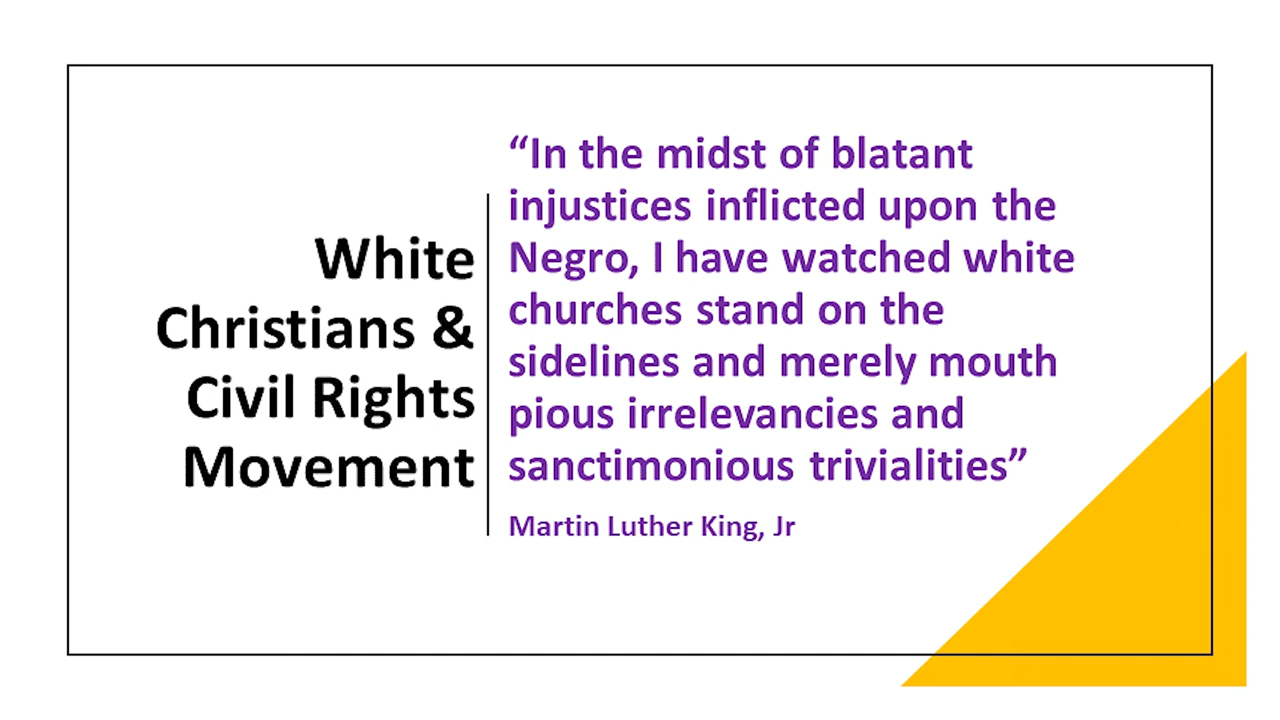 White
Christians &
Civil Rights
Movement
“In the midst of blatant
injustices inflicted upon the
Negro, I have watched white
churches stand on the
sidelines and merely mouth
pious irrelevancies and
sanctimonious trivialities”
Martin Luther King, Jr